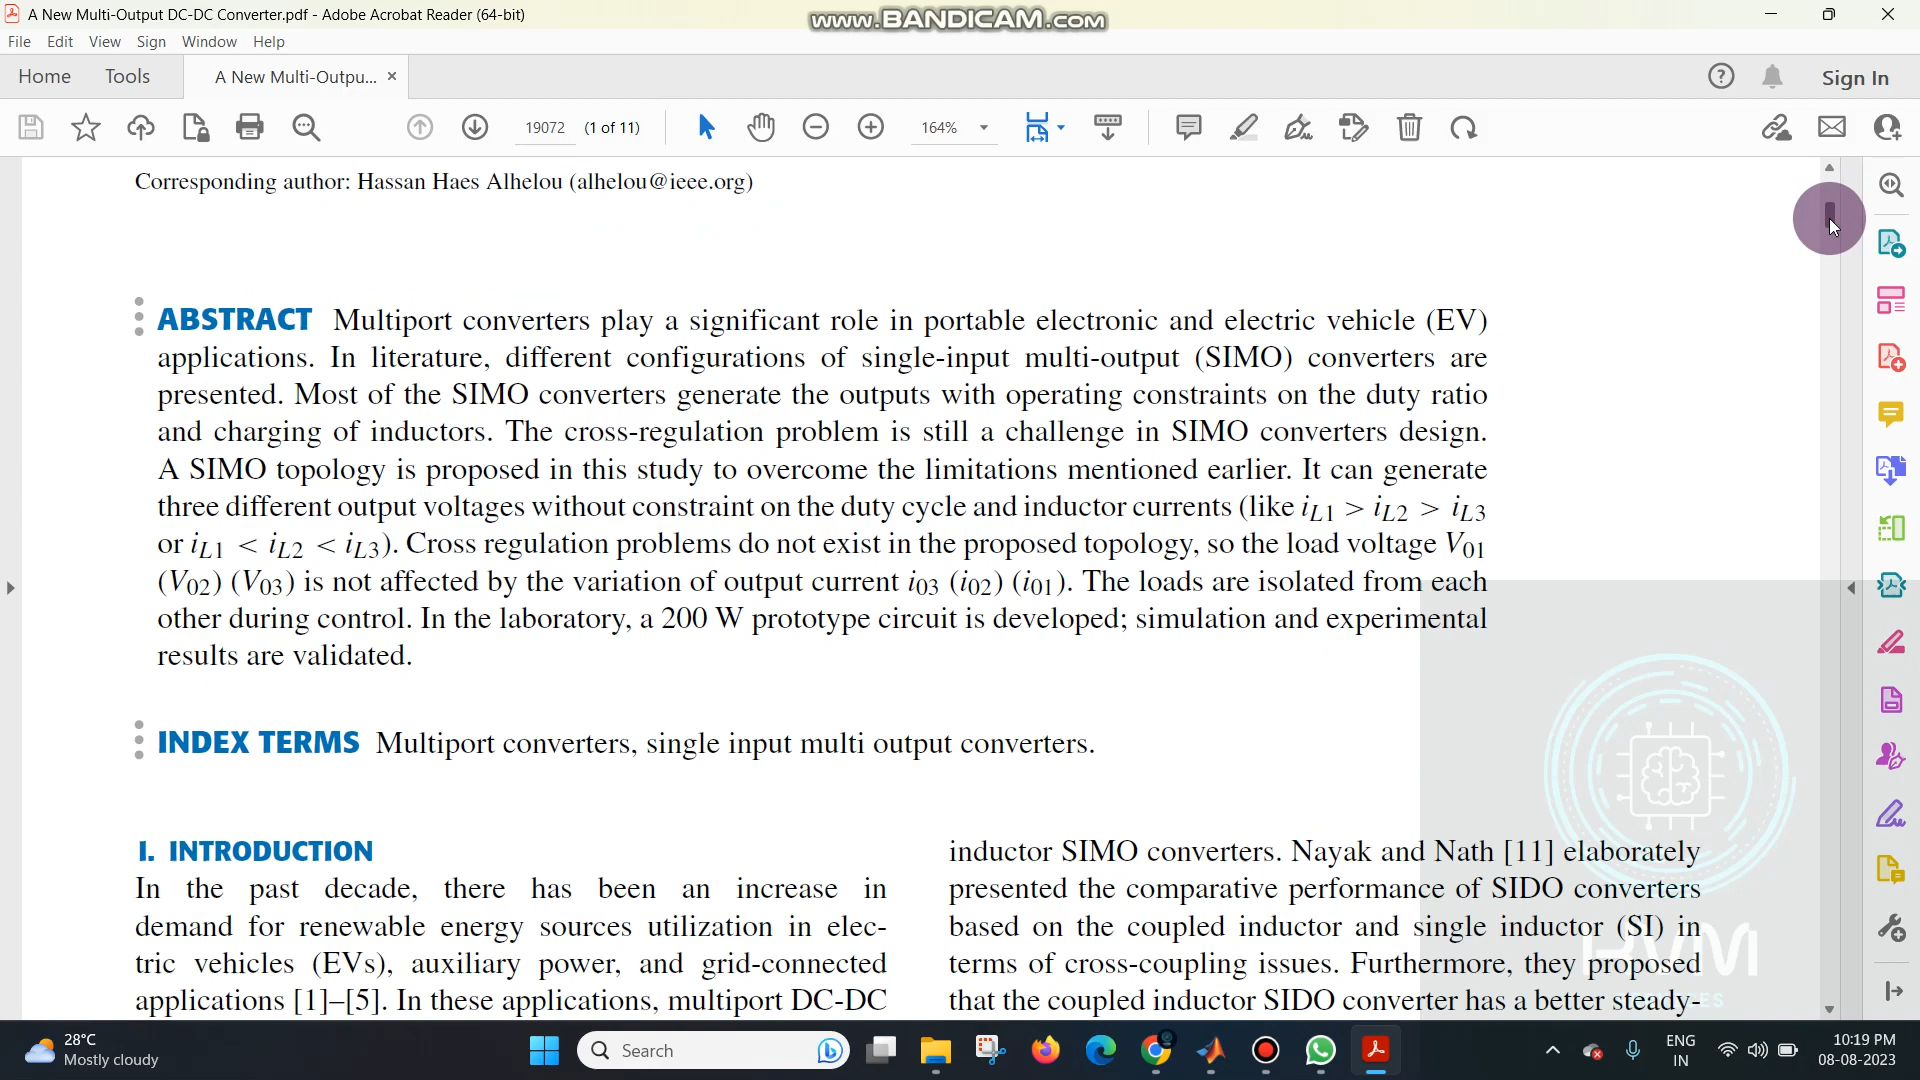 A New Multi-Output DC-DC Converter.pdf - Adobe Acrobat Reader (64-bit)
www.BANDICAM.com
File Edit View Sign Window Help
Home Tools A New Multi-Outpu... × Sign In
19072 (1 of 11) 164%
Corresponding author: Hassan Haes Alhelou (alhelou@ieee.org)
ABSTRACT Multiport converters play a significant role in portable electronic and electric vehicle (EV)
applications. In literature, different configurations of single-input multi-output (SIMO) converters are
presented. Most of the SIMO converters generate the outputs with operating constraints on the duty ratio
and charging of inductors. The cross-regulation problem is still a challenge in SIMO converters design.
A SIMO topology is proposed in this study to overcome the limitations mentioned earlier. It can generate
three different output voltages without constraint on the duty cycle and inductor currents (like iL1 > iL2 > iL3
or iL1 < iL2 < iL3). Cross regulation problems do not exist in the proposed topology, so the load voltage V01
(V02) (V03) is not affected by the variation of output current i03 (i02) (i01). The loads are isolated from each
other during control. In the laboratory, a 200 W prototype circuit is developed; simulation and experimental
results are validated.
INDEX TERMS Multiport converters, single input multi output converters.
I. INTRODUCTION
In the past decade, there has been an increase in
demand for renewable energy sources utilization in elec-
tric vehicles (EVs), auxiliary power, and grid-connected
applications [1]–[5]. In these applications, multiport DC-DC
inductor SIMO converters. Nayak and Nath [11] elaborately
presented the comparative performance of SIDO converters
based on the coupled inductor and single inductor (SI) in
terms of cross-coupling issues. Furthermore, they proposed
that the coupled inductor SIDO converter has a better steady-
28°C
Mostly cloudy
Search
ENG
IN
10:19 PM
08-08-2023